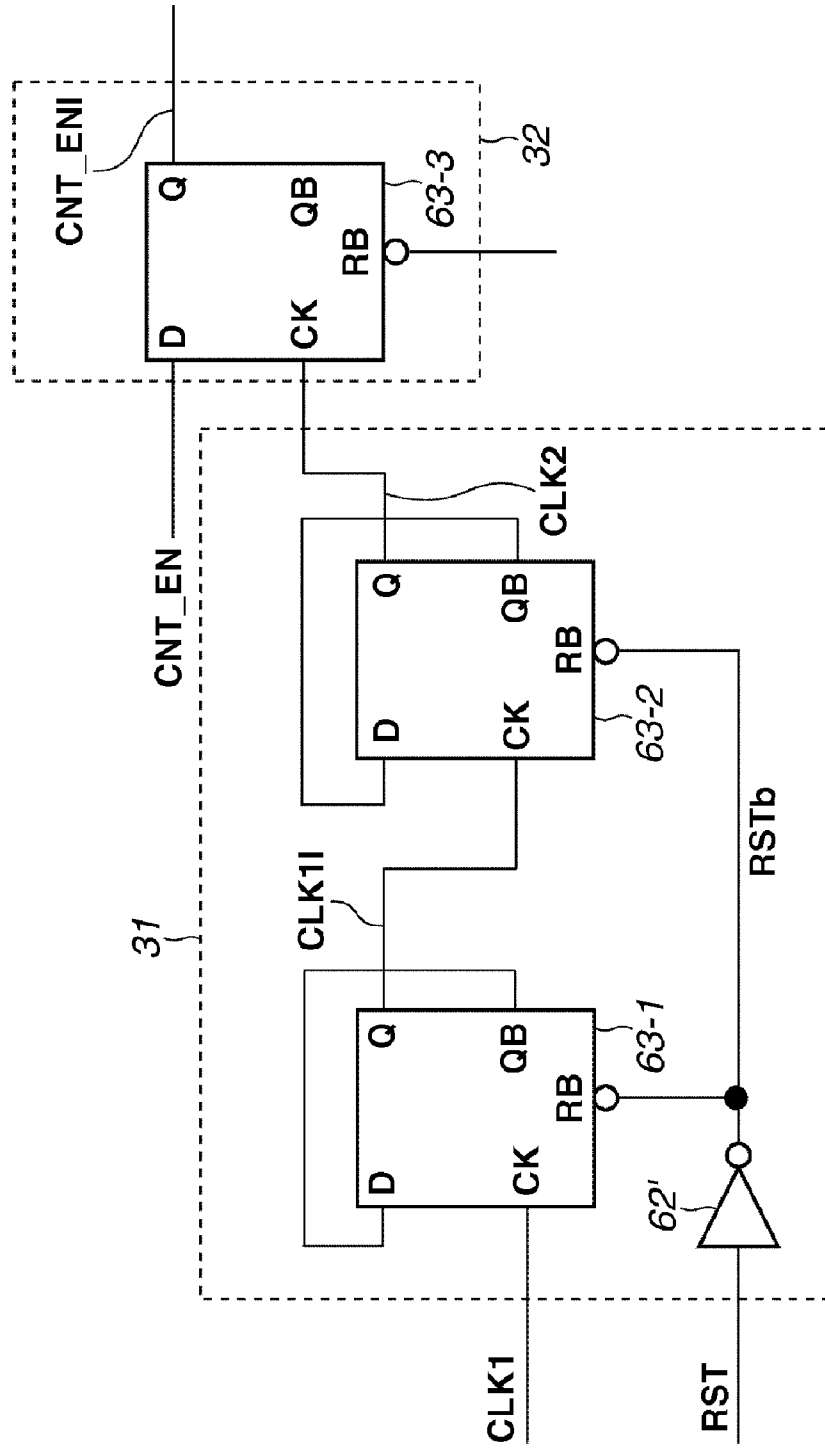 CNT_EN
CNT_ENI
D
Q
CK
QB
RB
63-3
32
31
CLK1I
CLK2
D
Q
CK
QB
RB
63-1
D
Q
CK
QB
RB
63-2
CLK1
RST
62'
RSTb